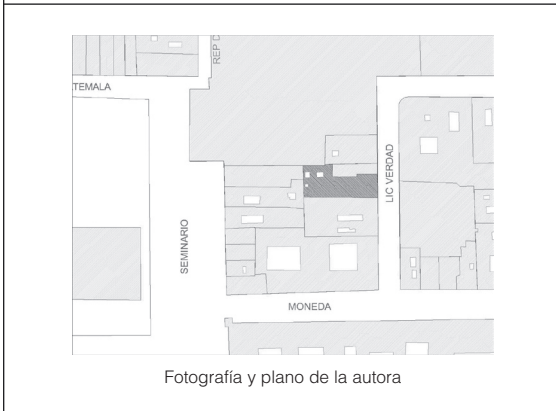 REP D
TEMALA
LIC VERDAD
SEMINARIO
MONEDA
Fotografía y plano de la autora